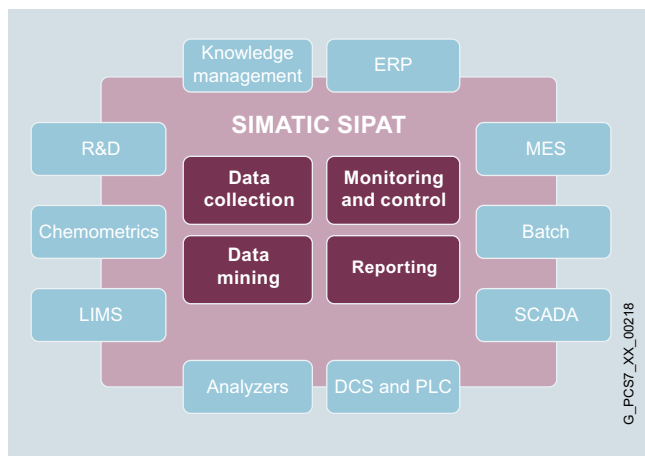 Knowledge
management
ERP
SIMATIC SIPAT
R&D
MES
Data
collection
Monitoring
and control
Chemometrics
Batch
Data
mining
Reporting
LIMS
SCADA
Analyzers
DCS and PLC
G_PCS7_XX_00218